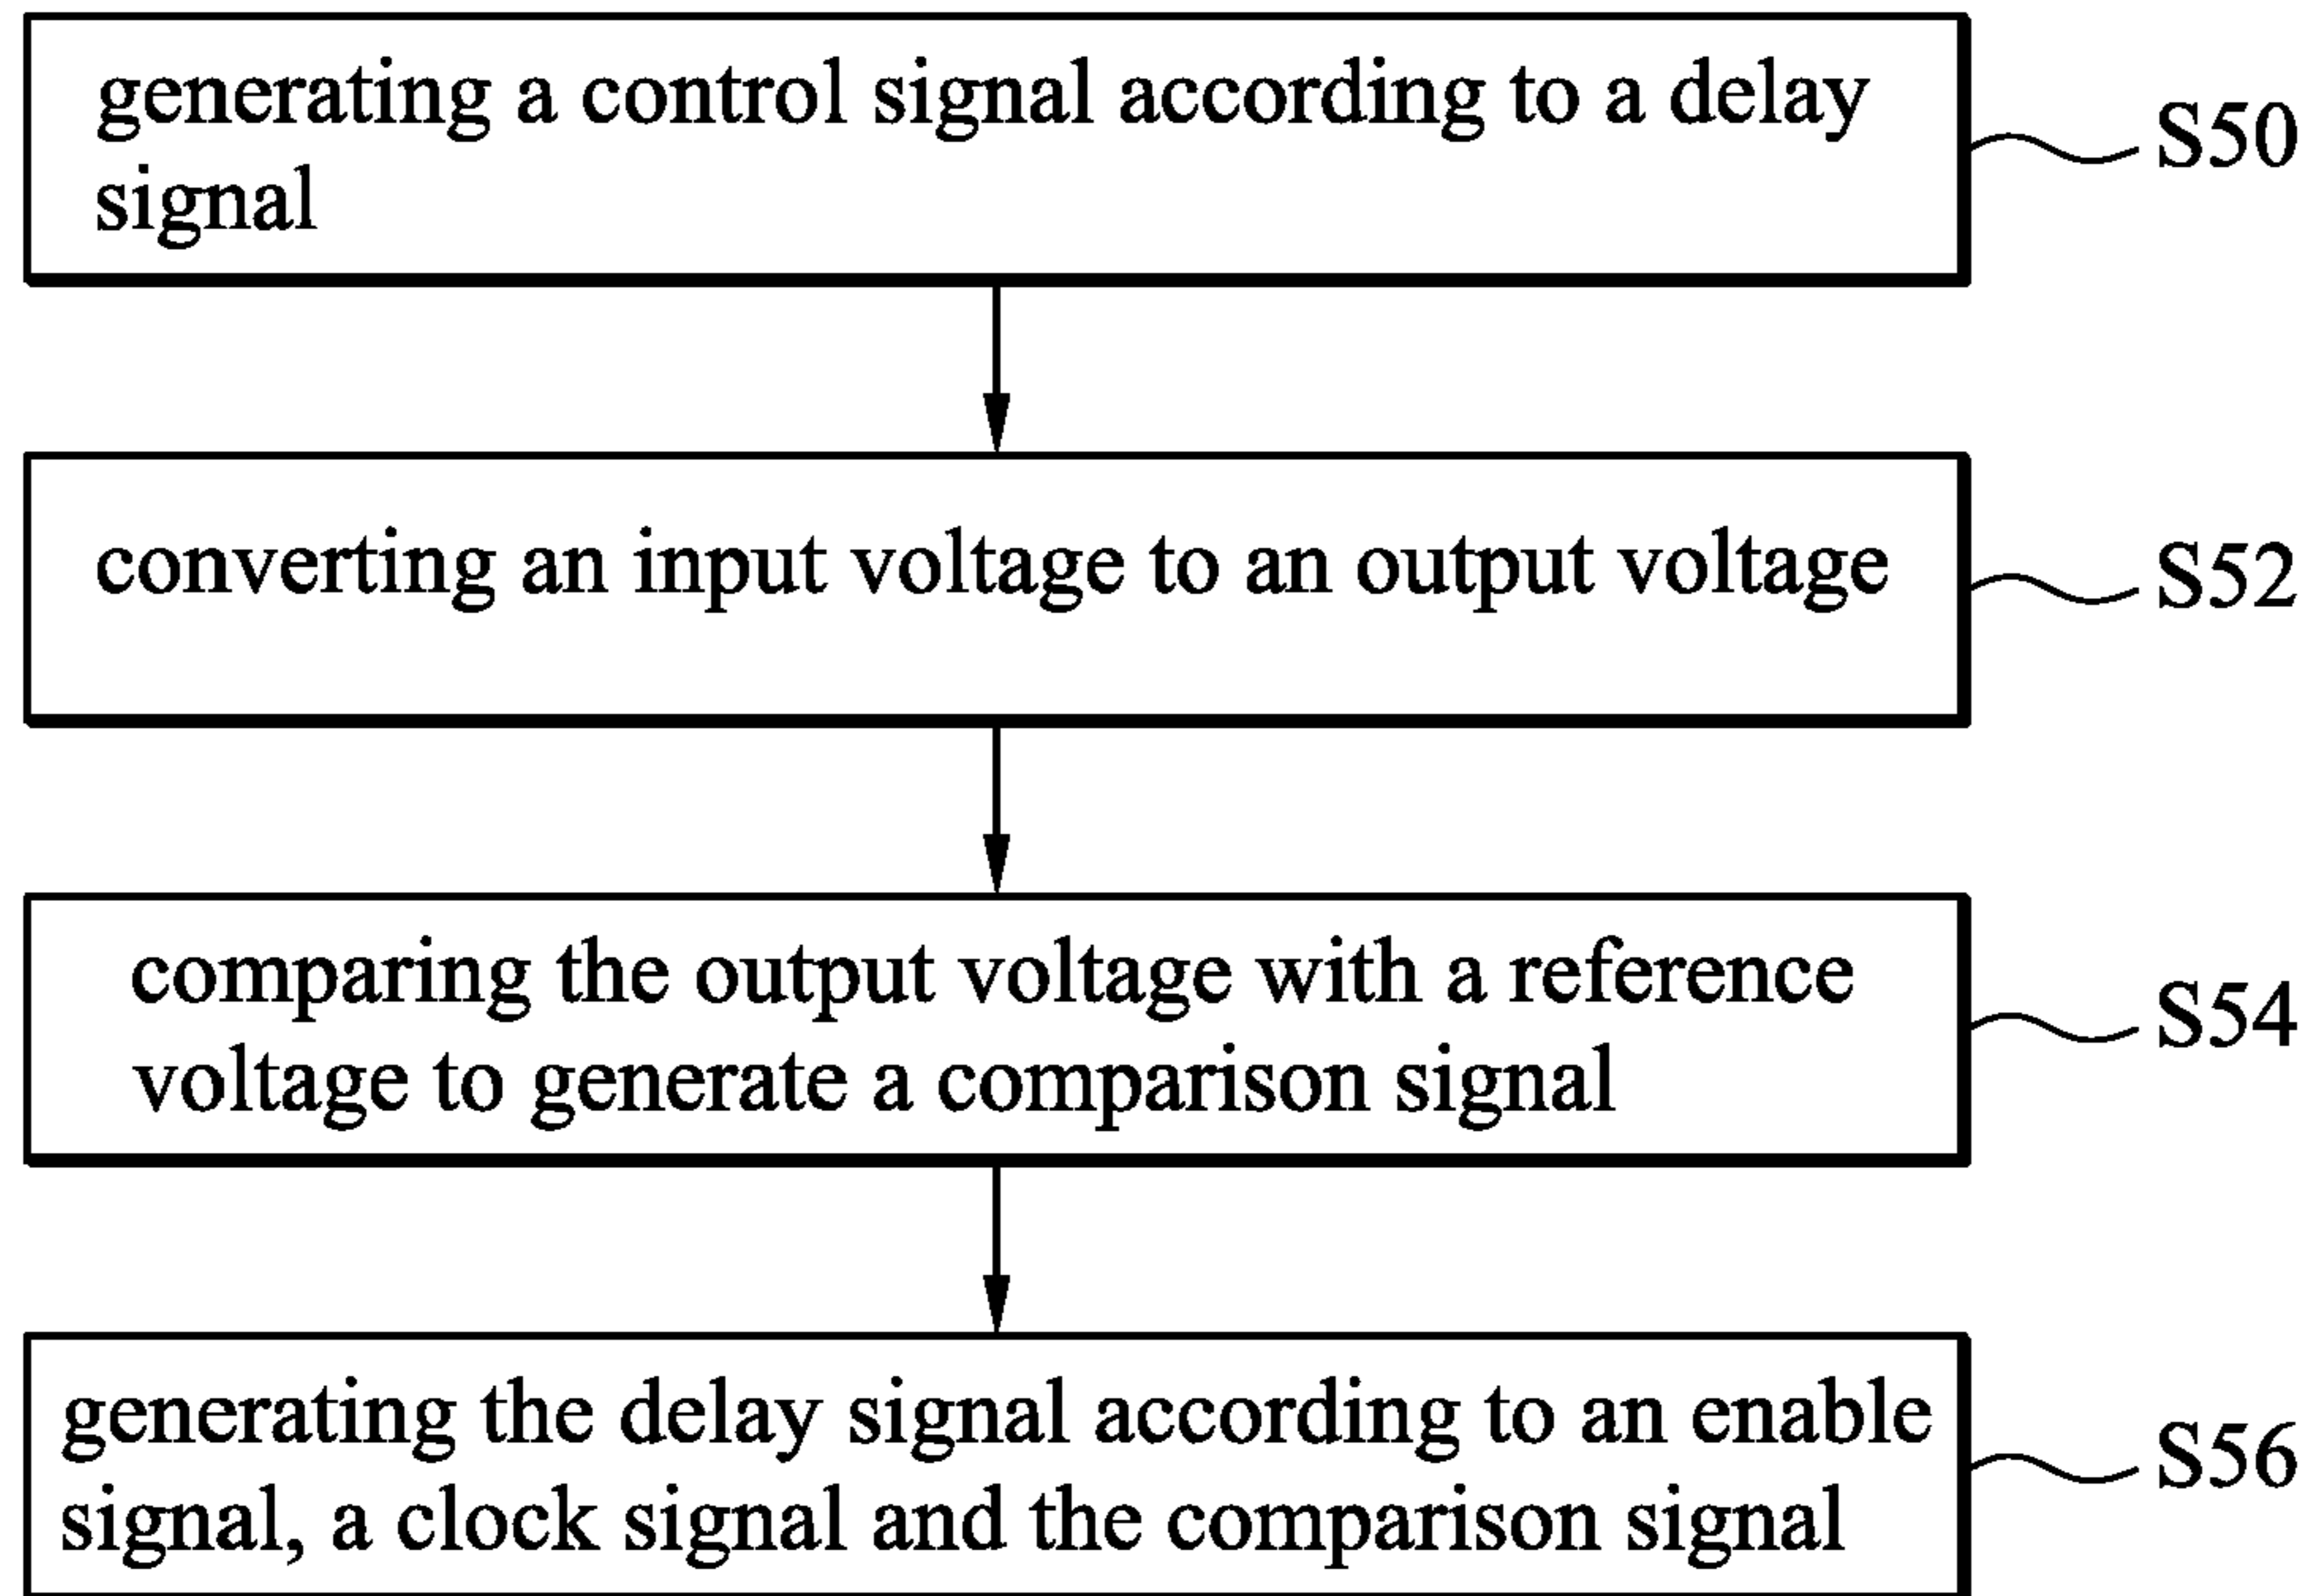 generating a control signal according to a delay
signal
S50
converting an input voltage to an output voltage
S52
comparing the output voltage with a reference
voltage to generate a comparison signal
S54
generating the delay signal according to an enable
signal, a clock signal and the comparison signal
S56